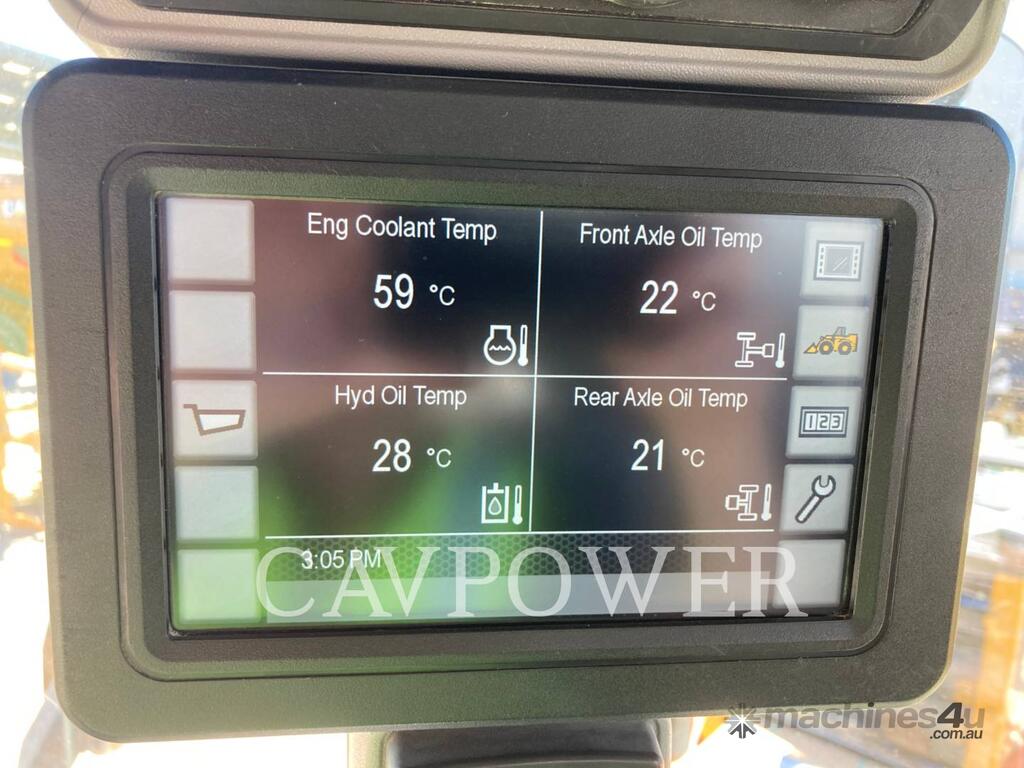 Eng Coolant Temp
59 °C
Front Axle Oil Temp
22 °C
Hyd Oil Temp
28 °C
Rear Axle Oil Temp
21 °C
123
3:05 PM
CAVPOWER
machines4u
.com.au